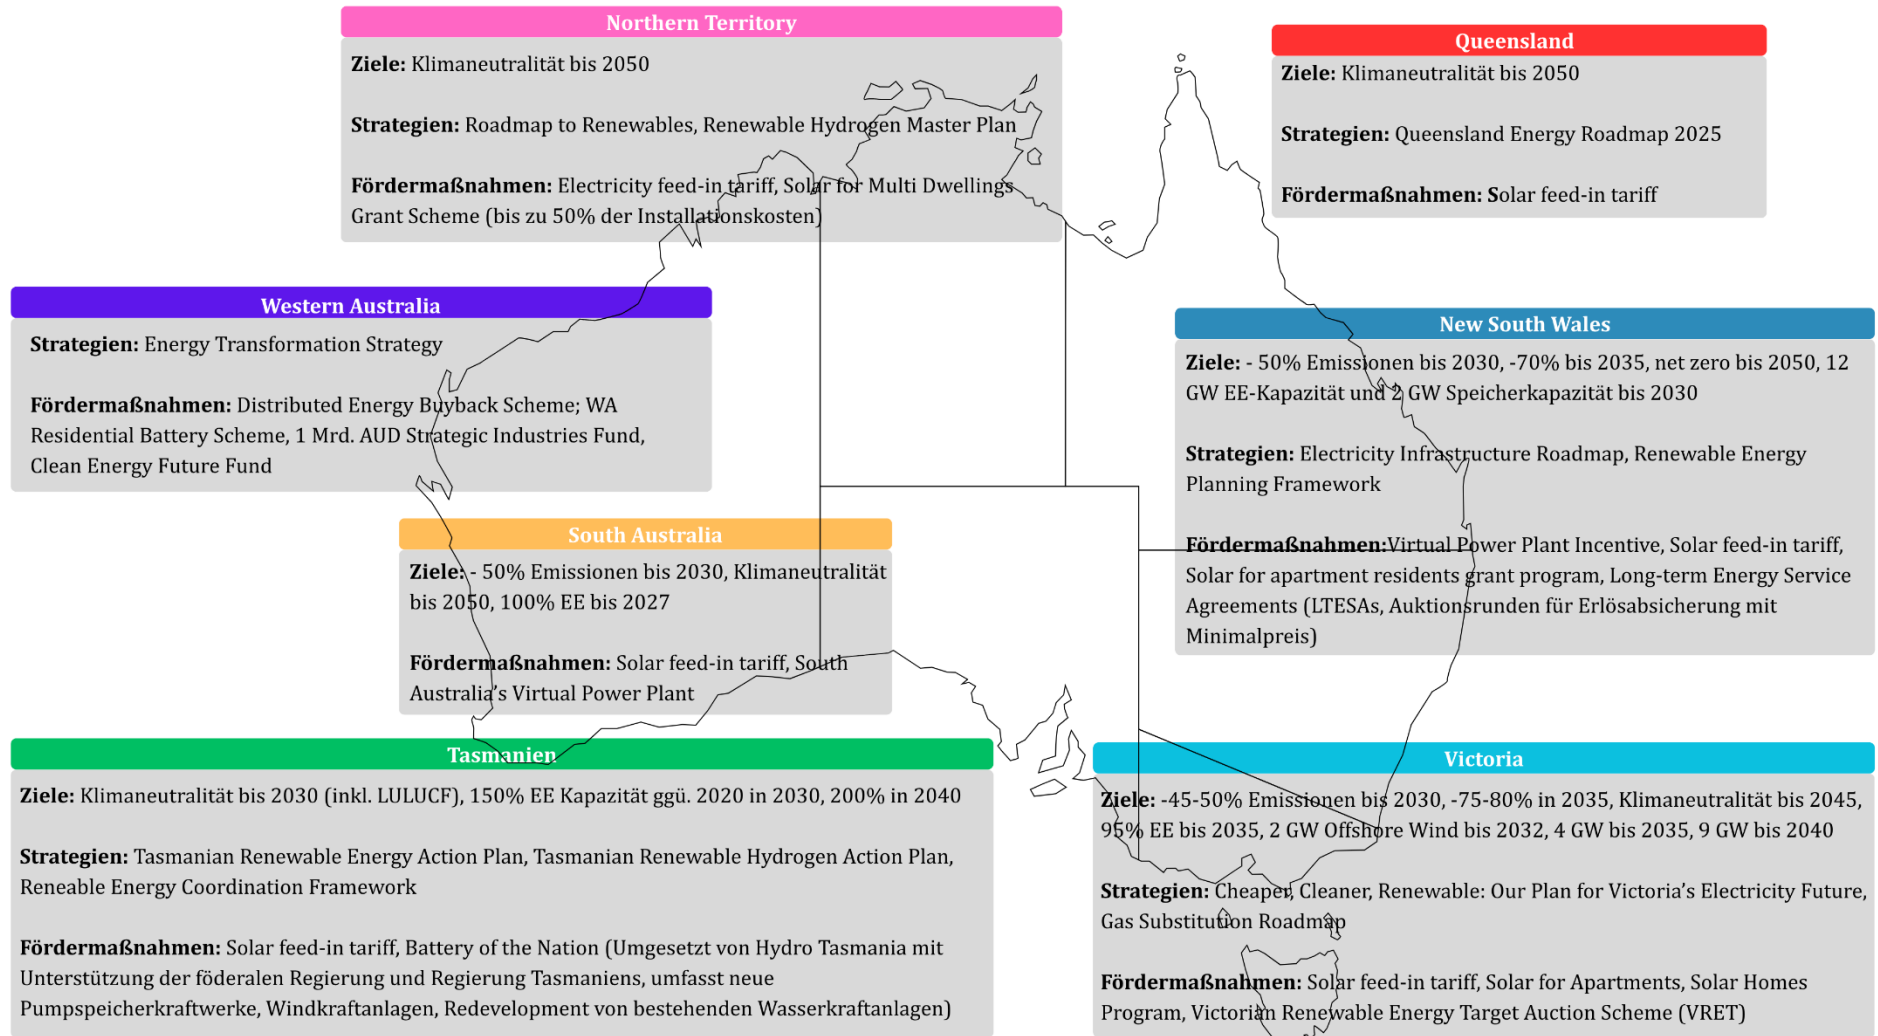 Northern Territory
Ziele: Klimaneutralität bis 2050
Strategien: Roadmap to Renewables, Renewable Hydrogen Master Plan
Fördermaßnahmen: Electricity feed-in tariff, Solar for Multi Dwellings
Grant Scheme (bis zu 50% der Installationskosten)
Queensland
Ziele: Klimaneutralität bis 2050
Strategien: Queensland Energy Roadmap 2025
Fördermaßnahmen: Solar feed-in tariff
Western Australia
Strategien: Energy Transformation Strategy
Fördermaßnahmen: Distributed Energy Buyback Scheme; WA
Residential Battery Scheme, 1 Mrd. AUD Strategic Industries Fund,
Clean Energy Future Fund
New South Wales
Ziele: - 50% Emissionen bis 2030, -70% bis 2035, net zero bis 2050, 12
GW EE-Kapazität und 2 GW Speicherkapazität bis 2030
Strategien: Electricity Infrastructure Roadmap, Renewable Energy
Planning Framework
Fördermaßnahmen:Virtual Power Plant Incentive, Solar feed-in tariff,
Solar for apartment residents grant program, Long-term Energy Service
Agreements (LTESAs, Auktionsrunden für Erlösabsicherung mit
Minimalpreis)
South Australia
Ziele: - 50% Emissionen bis 2030, Klimaneutralität
bis 2050, 100% EE bis 2027
Fördermaßnahmen: Solar feed-in tariff, South
Australia's Virtual Power Plant
Tasmanien
Ziele: Klimaneutralität bis 2030 (inkl. LULUCF), 150% EE Kapazität ggü. 2020 in 2030, 200% in 2040
Strategien: Tasmanian Renewable Energy Action Plan, Tasmanian Renewable Hydrogen Action Plan,
Reneable Energy Coordination Framework
Fördermaßnahmen: Solar feed-in tariff, Battery of the Nation (Umgesetzt von Hydro Tasmania mit
Unterstützung der föderalen Regierung und Regierung Tasmaniens, umfasst neue
Pumpspeicherkraftwerke, Windkraftanlagen, Redevelopment von bestehenden Wasserkraftanlagen)
Victoria
Ziele: -45-50% Emissionen bis 2030, -75-80% in 2035, Klimaneutralität bis 2045,
95% EE bis 2035, 2 GW Offshore Wind bis 2032, 4 GW bis 2035, 9 GW bis 2040
Strategien: Cheaper, Cleaner, Renewable: Our Plan for Victoria's Electricity Future,
Gas Substitution Roadmap
Fördermaßnahmen: Solar feed-in tariff, Solar for Apartments, Solar Homes
Program, Victorian Renewable Energy Target Auction Scheme (VRET)